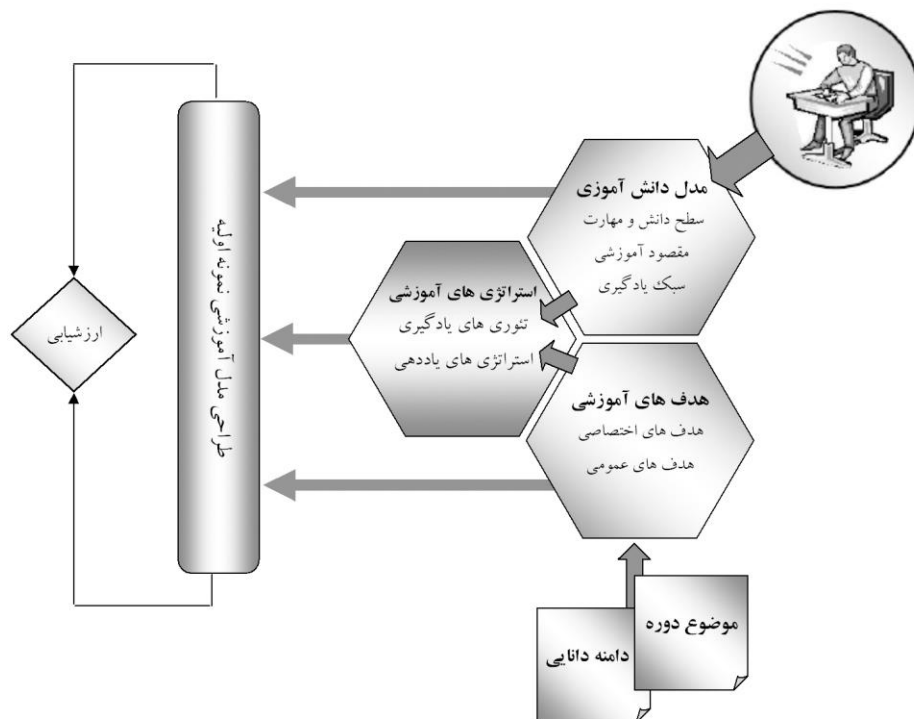 مدل دانش آموزی
سطح دانش و مهارت
مقصود آموزشی
سبک یادگیری
استراتژی های آموزشی
تئوری های یادگیری
استراتژی های یاددهی
هدف های آموزشی
هدف های اختصاصی
هدف های عمومی
موضوع دوره
دامنه دانایی
طراحی مدل آموزشی نمونه اولیه
ارزشیابی